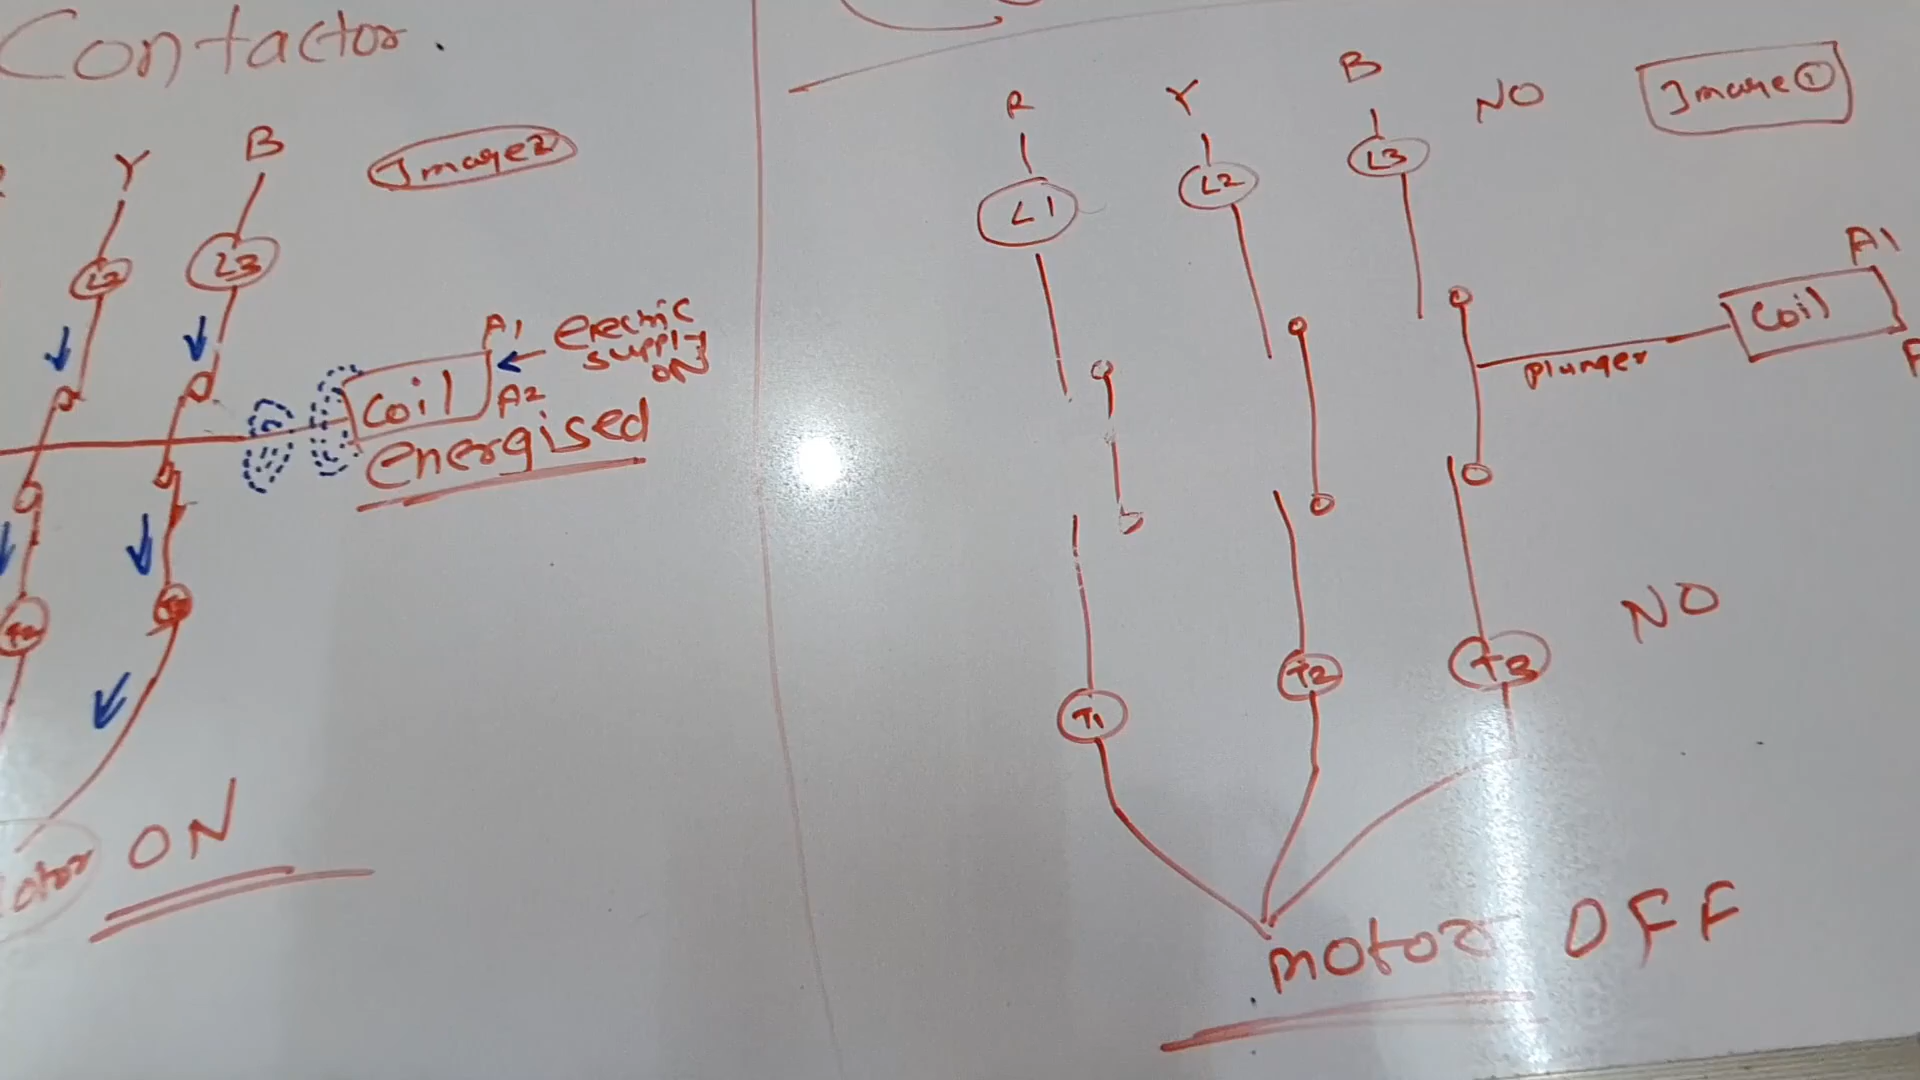 Contactor.
Y
B
Image2
L2
L3
A1
electric
supply
ON
Coil
A2
energised
T2
ON
R
Y
B
NO
Image①
L1
L2
L3
A1
Coil
plunger
T1
T2
T3
NO
motor OFF